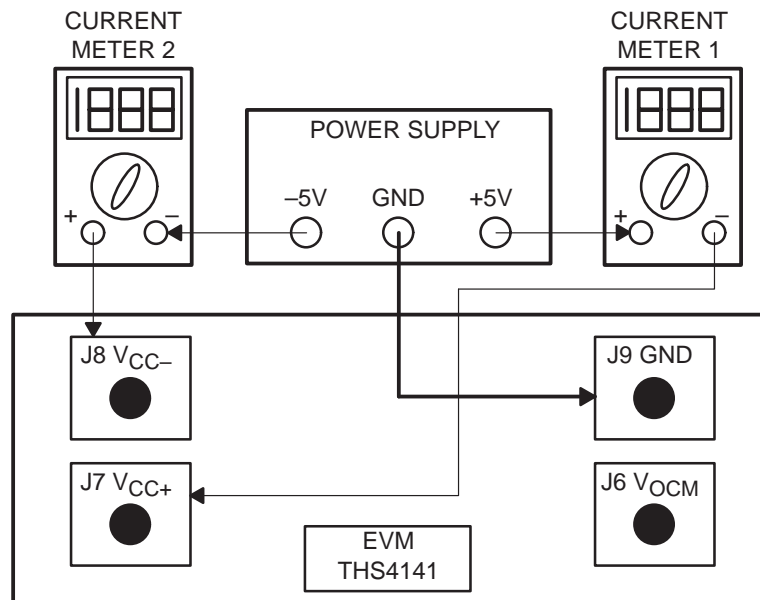 CURRENT
METER 2
CURRENT
METER 1
1888
1888
POWER SUPPLY
–5V
GND
+5V
+
–
+
–
J8 VCC–
J9 GND
J7 VCC+
J6 VOCM
EVM
THS4141